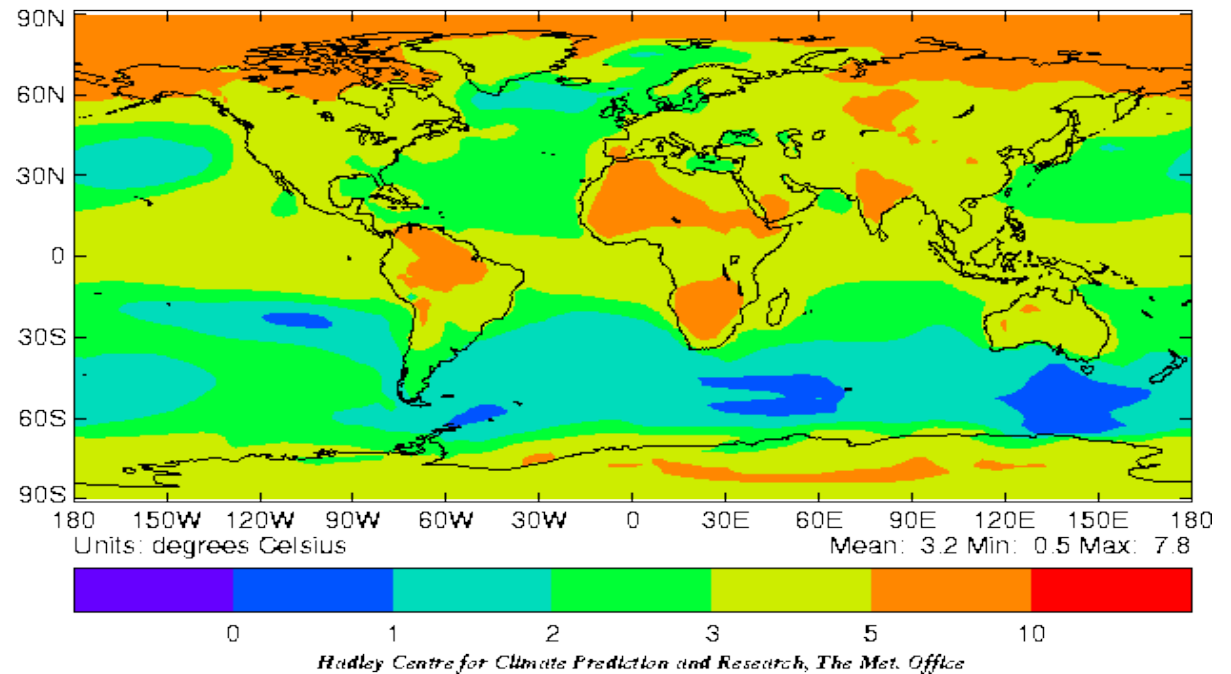 90N
60N
30N
0
30S
60S
90S
180 150W 120W 90W 60W 30W 0 30E 60E 90E 120E 150E 180
Units: degrees Celsius Mean: 3.2 Min: 0.5 Max: 7.8
0 1 2 3 5 10
Hadley Centre for Climate Prediction and Research, The Met. Office